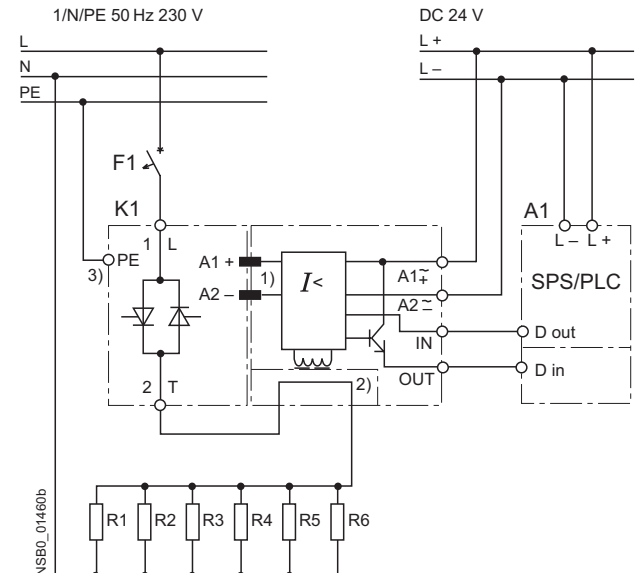 1/N/PE 50 Hz 230 V
DC 24 V
L
L +
N
L –
PE
F1
K1
A1
1 L
L – L +
PE
3)
A1 +
1)
I<
A1 ~ +
SPS/PLC
A2 –
A2 ~ –
IN
D out
2 T
2)
OUT
D in
R1 R2 R3 R4 R5 R6
NSB0_01460b